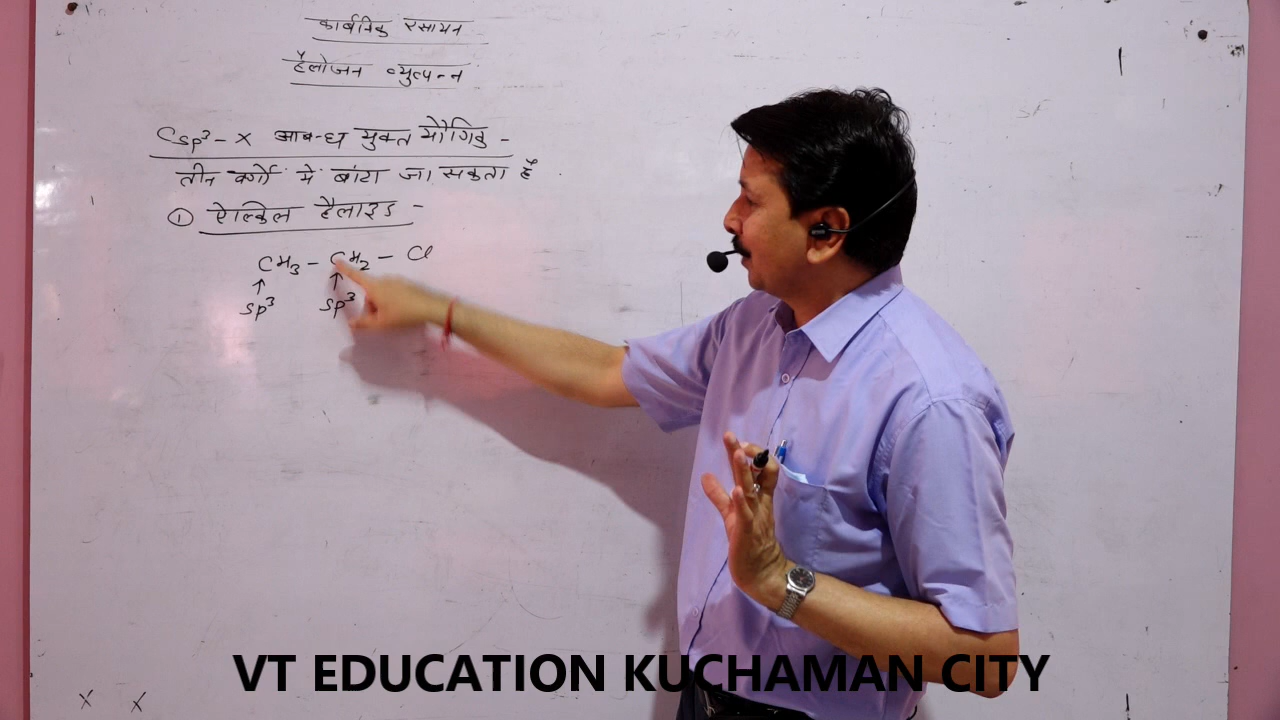 कार्बनिक रसायन
हैलोजन व्युत्पन्न
Csp³-X आबन्ध युक्त यौगिक -
तीन वर्गों में बांटा जा सकता है
① ऐल्किल हैलाइड -
CH₃ - CH₂ - Cl
↑ ↑
sp³ sp³
VT EDUCATION KUCHAMAN CITY
x x